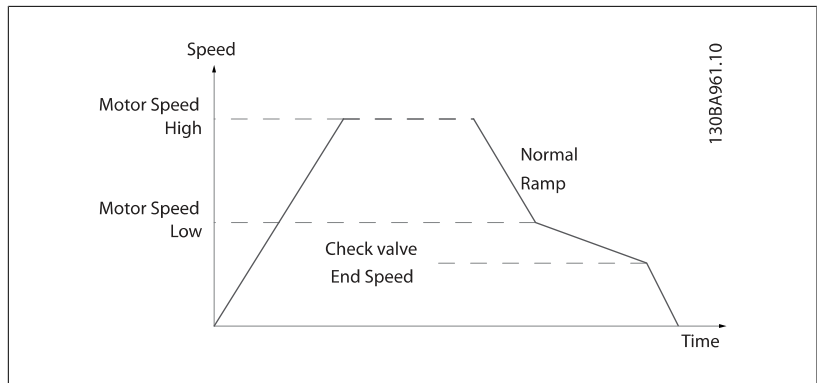 Speed
130BA961.10
Motor Speed
High
Normal
Ramp
Motor Speed
Low
Check valve
End Speed
Time